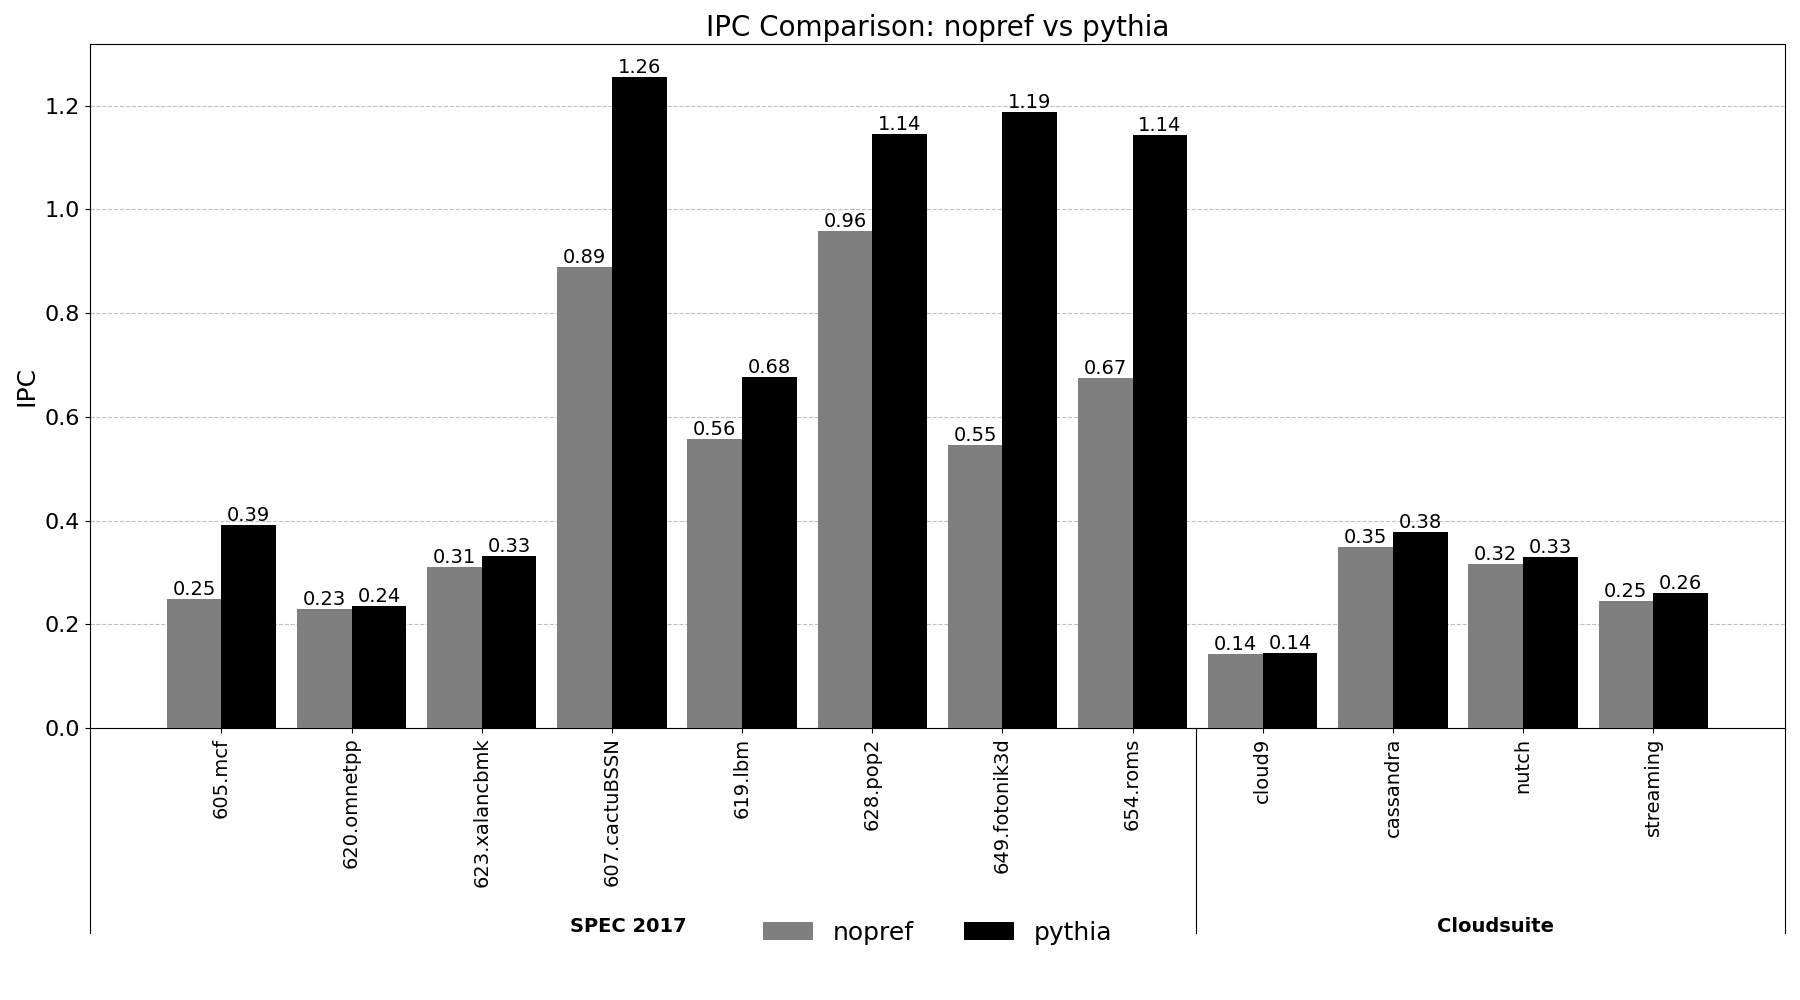 IPC Comparison: nopref vs pythia
IPC
1.2
1.0
0.8
0.6
0.4
0.2
0.0
0.25
0.39
0.23
0.24
0.31
0.33
0.89
1.26
0.56
0.68
0.96
1.14
0.55
1.19
0.67
1.14
0.14
0.14
0.35
0.38
0.32
0.33
0.25
0.26
605.mcf
620.omnetpp
623.xalancbmk
607.cactuBSSN
619.lbm
628.pop2
649.fotonik3d
654.roms
cloud9
cassandra
nutch
streaming
SPEC 2017
Cloudsuite
nopref
pythia